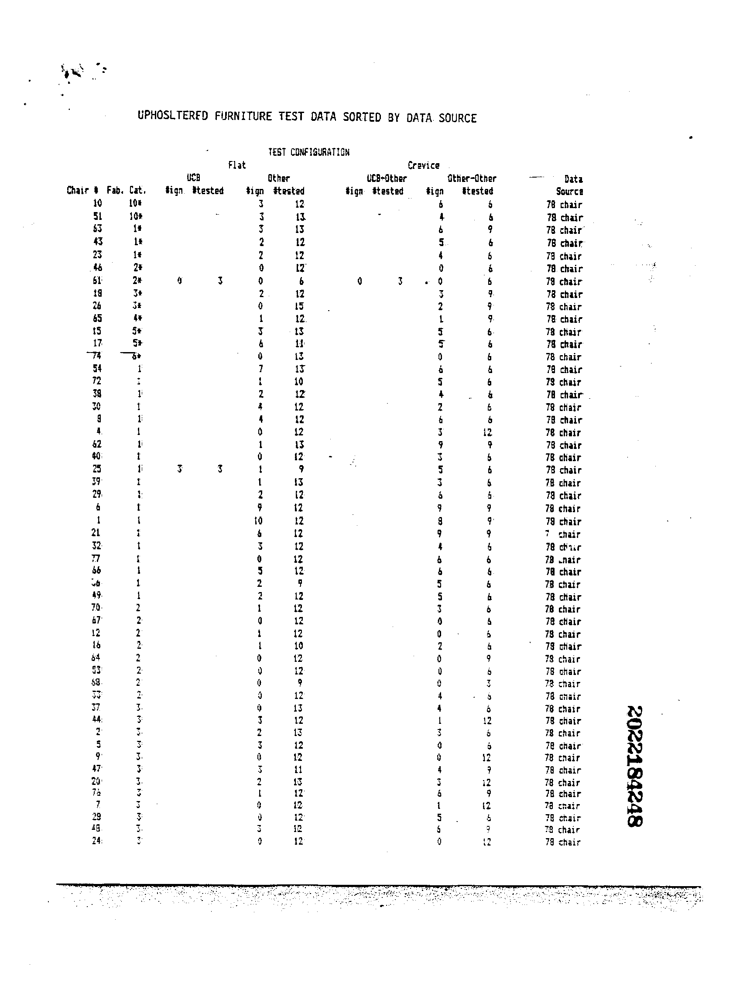 UPHOSLTERED FURNITURE TEST DATA SORTED BY DATA SOURCE
TEST CONFIGURATION
Flat Crevice
UCB Other UCB-Other Other-Other Data
Chair # Fab. Cat. #ign #tested #ign #tested #ign #tested #ign #tested Source
10 10* 3 12 6 6 78 chair
51 10* 3 13 4 6 78 chair
63 1* 3 13 6 9 78 chair
43 1* 2 12 5 6 78 chair
23 1* 2 12 4 6 78 chair
46 2* 0 12 0 6 78 chair
61 2* 0 3 0 6 0 3 0 6 78 chair
18 3* 2 12 3 9 78 chair
26 3* 0 15 2 9 78 chair
65 4* 1 12 1 9 78 chair
15 5* 3 13 5 6 78 chair
17 5* 6 11 5 6 78 chair
74 6* 0 13 0 6 78 chair
54 1 7 13 6 6 78 chair
72 1 1 10 5 6 78 chair
38 1 2 12 4 6 78 chair
30 1 4 12 2 6 78 chair
8 1 4 12 6 6 78 chair
4 1 0 12 3 12 78 chair
62 1 1 13 9 9 78 chair
40 1 0 12 3 6 78 chair
25 1 3 3 1 9 5 6 78 chair
39 1 1 13 3 6 78 chair
29 1 2 12 6 6 78 chair
6 1 9 12 9 9 78 chair
1 1 10 12 8 9 78 chair
21 1 6 12 9 9 7 chair
32 1 3 12 4 6 78 chair
77 1 0 12 6 6 78 chair
66 1 5 12 6 6 78 chair
1 2 9 5 6 78 chair
49 1 2 12 5 6 78 chair
70 2 1 12 3 6 78 chair
67 2 0 12 0 6 78 chair
12 2 1 12 0 6 78 chair
16 2 1 10 2 6 78 chair
64 2 0 12 0 9 78 chair
53 2 0 12 0 6 78 chair
68 2 0 9 0 3 78 chair
33 2 0 12 4 6 78 chair
37 3 0 13 4 6 78 chair
44 3 3 12 1 12 78 chair
2 3 2 13 3 6 78 chair
5 3 3 12 0 6 78 chair
9 3 0 12 0 12 78 chair
47 3 3 11 4 9 78 chair
20 3 2 13 3 12 78 chair
76 3 1 12 6 9 78 chair
7 3 0 12 1 12 78 chair
28 3 0 12 5 6 78 chair
48 3 3 12 6 9 78 chair
24 3 0 12 0 12 78 chair
2022184248